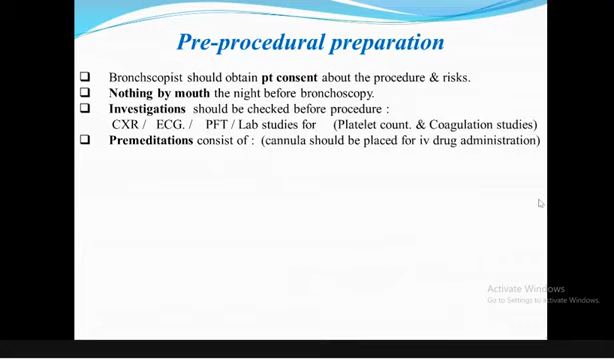 Pre-procedural preparation
❑ Bronchscopist should obtain pt consent about the procedure & risks.
❑ Nothing by mouth the night before bronchoscopy.
❑ Investigations should be checked before procedure :
CXR / ECG. / PFT / Lab studies for (Platelet count. & Coagulation studies)
❑ Premeditations consist of : (cannula should be placed for iv drug administration)
Activate Windows
Go to Settings to activate Windows.